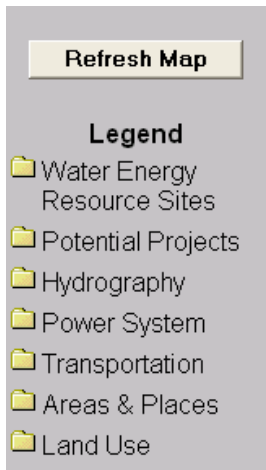 Refresh Map
Legend
Water Energy
Resource Sites
Potential Projects
Hydrography
Power System
Transportation
Areas & Places
Land Use